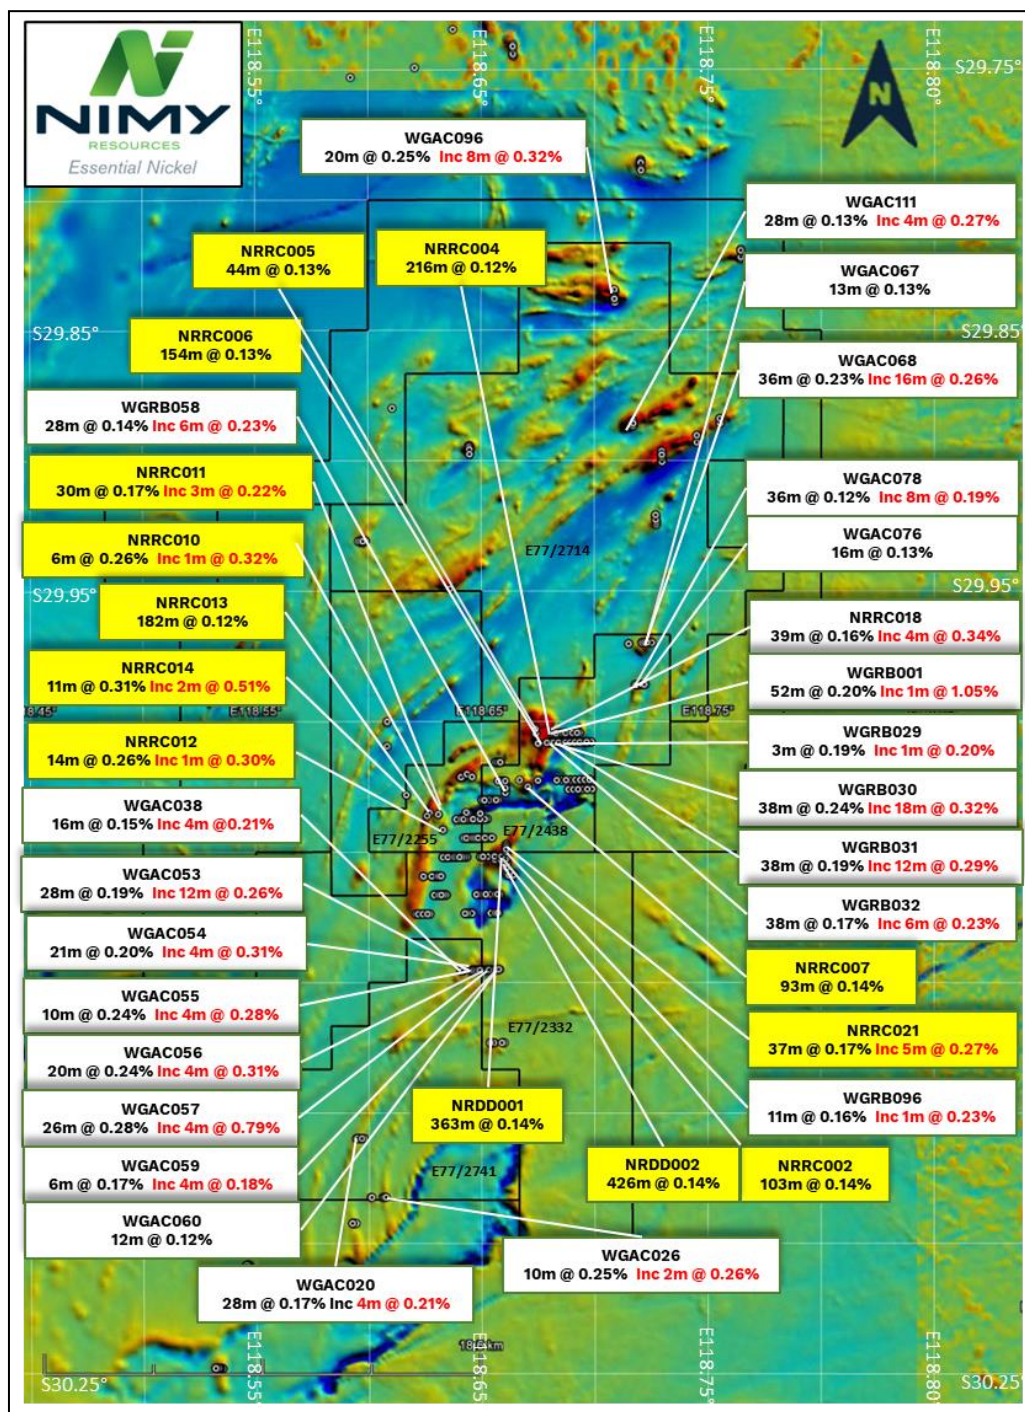 NIMY
RESOURCES
Essential Nickel
E118.55°
E118.65°
E118.75°
E118.80°
S29.75°
N
WGAC096
20m @ 0.25% Inc 8m @ 0.32%
WGAC111
28m @ 0.13% Inc 4m @ 0.27%
NRRC005
44m @ 0.13%
NRRC004
216m @ 0.12%
WGAC067
13m @ 0.13%
S29.85°
S29.85°
NRRC006
154m @ 0.13%
WGAC068
36m @ 0.23% Inc 16m @ 0.26%
WGRB058
28m @ 0.14% Inc 6m @ 0.23%
NRRC011
30m @ 0.17% Inc 3m @ 0.22%
WGAC078
36m @ 0.12% Inc 8m @ 0.19%
NRRC010
6m @ 0.26% Inc 1m @ 0.32%
WGAC076
16m @ 0.13%
E77/2714
S29.95°
S29.95°
NRRC013
182m @ 0.12%
NRRC018
39m @ 0.16% Inc 4m @ 0.34%
NRRC014
11m @ 0.31% Inc 2m @ 0.51%
WGRB001
52m @ 0.20% Inc 1m @ 1.05%
E118.55°
E118.65°
E118.75°
NRRC012
14m @ 0.26% Inc 1m @ 0.30%
WGRB029
3m @ 0.19% Inc 1m @ 0.20%
WGAC038
16m @ 0.15% Inc 4m @0.21%
WGRB030
38m @ 0.24% Inc 18m @ 0.32%
E77/2255
E77/2438
WGRB031
38m @ 0.19% Inc 12m @ 0.29%
WGAC053
28m @ 0.19% Inc 12m @ 0.26%
WGRB032
38m @ 0.17% Inc 6m @ 0.23%
WGAC054
21m @ 0.20% Inc 4m @ 0.31%
NRRC007
93m @ 0.14%
WGAC055
10m @ 0.24% Inc 4m @ 0.28%
E77/2332
NRRC021
37m @ 0.17% Inc 5m @ 0.27%
WGAC056
20m @ 0.24% Inc 4m @ 0.31%
WGRB096
11m @ 0.16% Inc 1m @ 0.23%
WGAC057
26m @ 0.28% Inc 4m @ 0.79%
NRDD001
363m @ 0.14%
WGAC059
6m @ 0.17% Inc 4m @ 0.18%
E77/2741
NRDD002
426m @ 0.14%
NRRC002
103m @ 0.14%
WGAC060
12m @ 0.12%
WGAC026
10m @ 0.25% Inc 2m @ 0.26%
WGAC020
28m @ 0.17% Inc 4m @ 0.21%
S30.25°
E118.55°
E118.65°
E118.75°
E118.80°
S30.25°